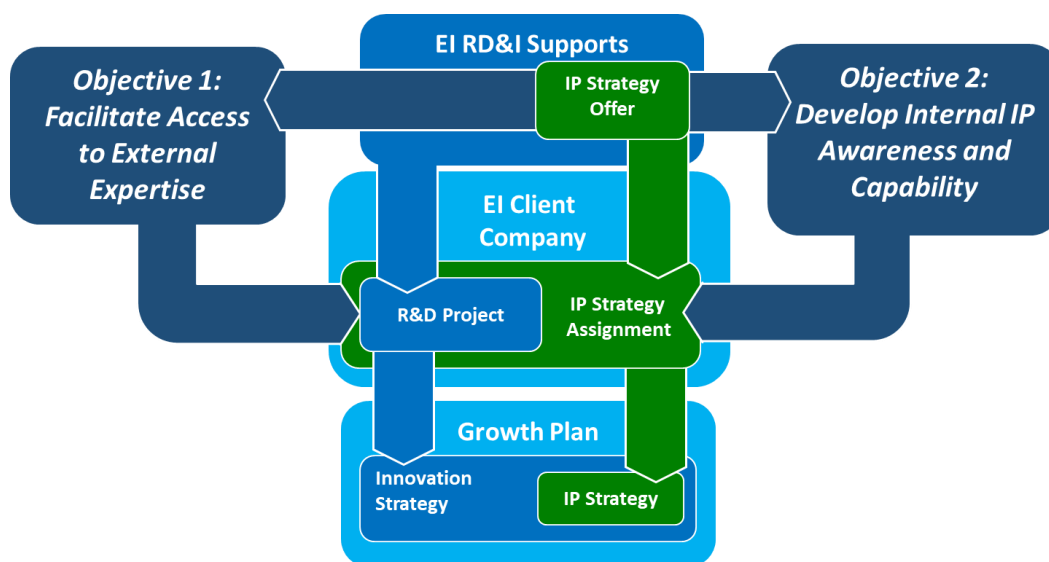 EI RD&I Supports
Objective 1:
Facilitate Access
to External
Expertise
IP Strategy
Offer
Objective 2:
Develop Internal IP
Awareness and
Capability
EI Client
Company
R&D Project
IP Strategy
Assignment
Growth Plan
Innovation
Strategy
IP Strategy